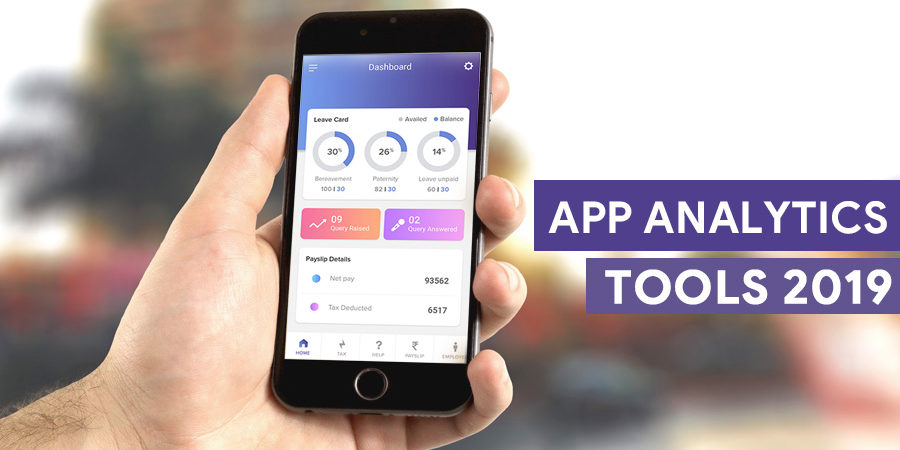 Dashboard
Leave Card
Availed
Balance
30%
26%
14%
Bereavement
Paternity
Leave unpaid
100 | 30
82 | 30
60 | 30
09
Query Raised
02
Query Answered
Payslip Details
Net pay
93562
Tax Deducted
6517
HOME
TAX
HELP
PAYSLIP
EMPLOYE
APP ANALYTICS
TOOLS 2019